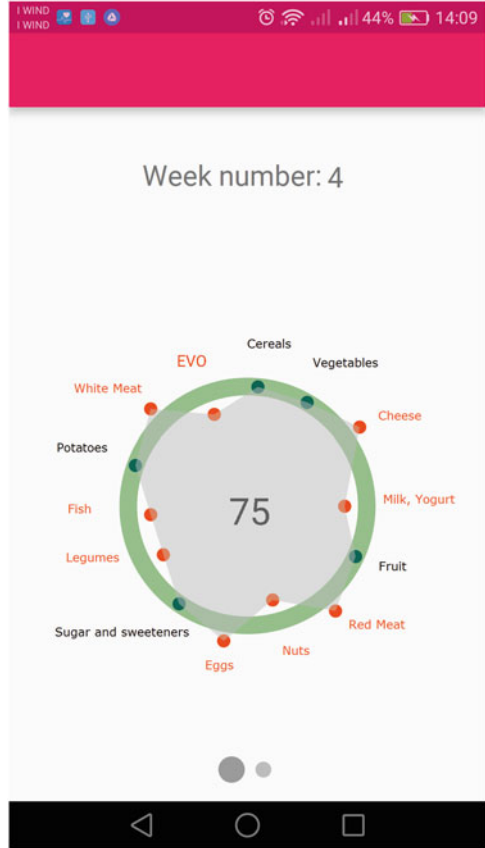 I WIND
I WIND
44% 14:09
Week number: 4
Cereals
EVO
Vegetables
White Meat
Cheese
Potatoes
75
Milk, Yogurt
Fish
Legumes
Fruit
Red Meat
Sugar and sweeteners
Nuts
Eggs